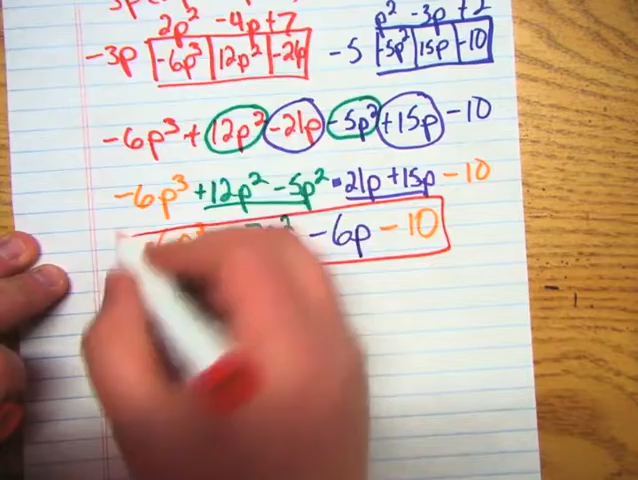 2p² -4p +7
p² -3p +2
-3p -6p³ 12p² -21p
-5 -5p² 15p -10
-6p³ + 12p² -21p -5p² +15p -10
-6p³ +12p² -5p² -21p +15p -10
-6p -10